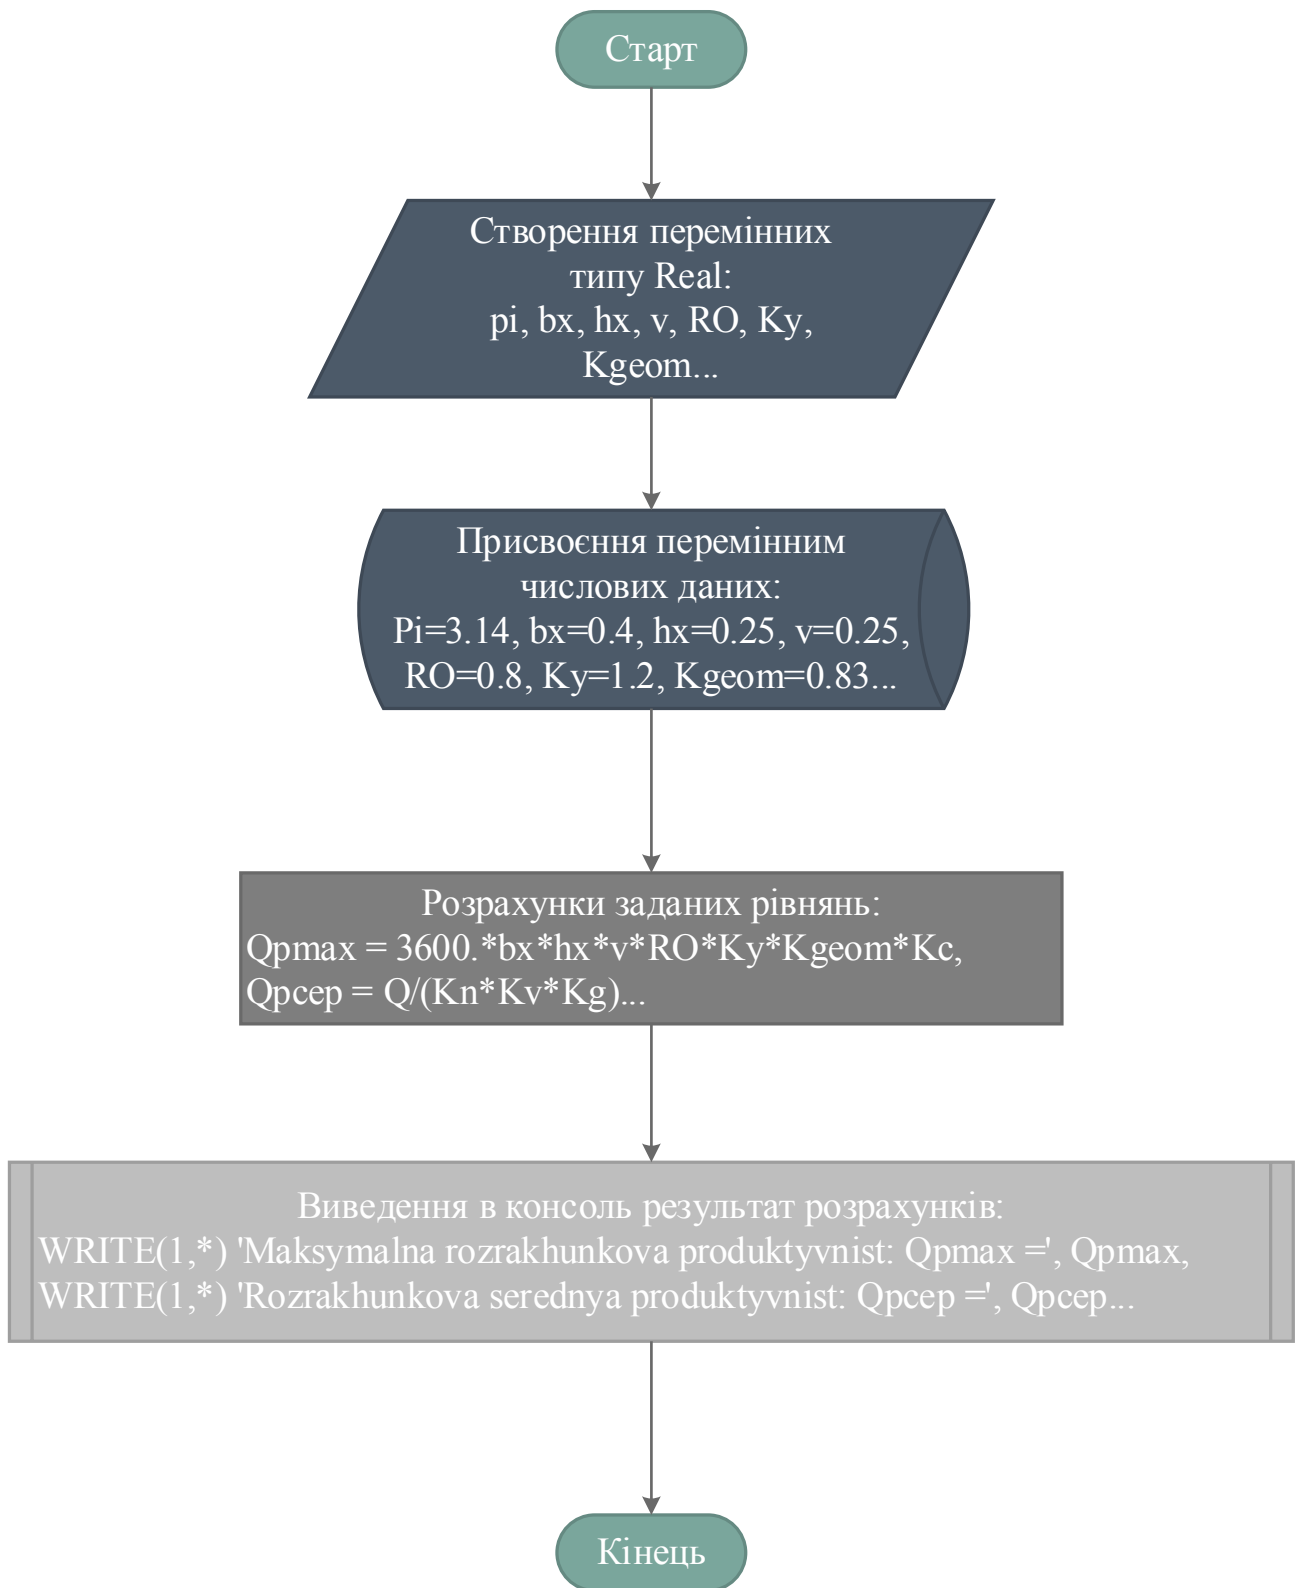 Старт
Створення перемінних
типу Real:
pi, bx, hx, v, RO, Ky,
Kgeom...
Присвоєння перемінним
числових даних:
Pi=3.14, bx=0.4, hx=0.25, v=0.25,
RO=0.8, Ky=1.2, Kgeom=0.83...
Розрахунки заданих рівнянь:
Qpmax = 3600.*bx*hx*v*RO*Ky*Kgeom*Kc,
Qpcep = Q/(Kn*Kv*Kg)...
Виведення в консоль результат розрахунків:
WRITE(1,*) 'Maksymalna rozrakhunkova produktyvnist: Qpmax =', Qpmax,
WRITE(1,*) 'Rozrakhunkova serednya produktyvnist: Qpcep =', Qpcep...
Кінець